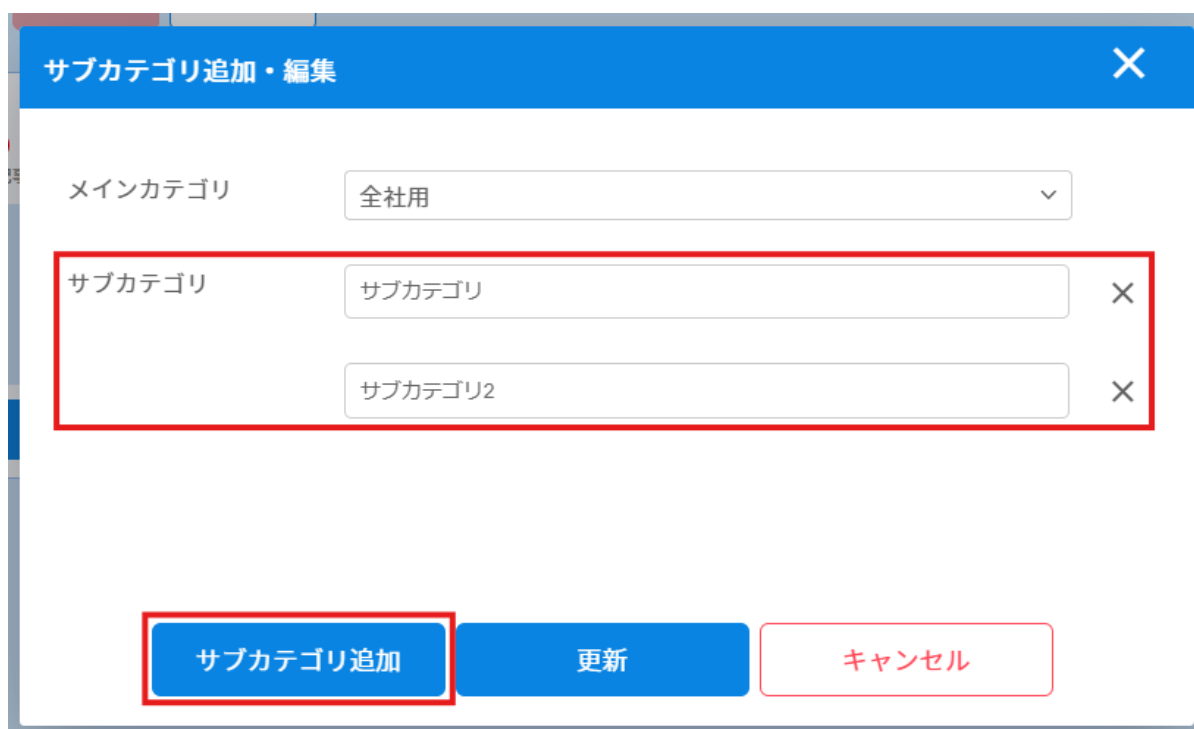 サブカテゴリ追加・編集
メインカテゴリ
全社用
サブカテゴリ
サブカテゴリ
サブカテゴリ2
サブカテゴリ追加
更新
キャンセル